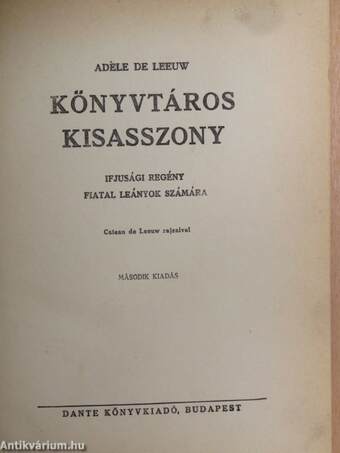 ADÈLE DE LEEUW
KÖNYVTÁROS
KISASSZONY
IFJUSÁGI REGÉNY
FIATAL LEÁNYOK SZÁMÁRA
Cateau de Leeuw rajzaival
MÁSODIK KIADÁS
DANTE KÖNYVKIADÓ, BUDAPEST
Antikvárium.hu